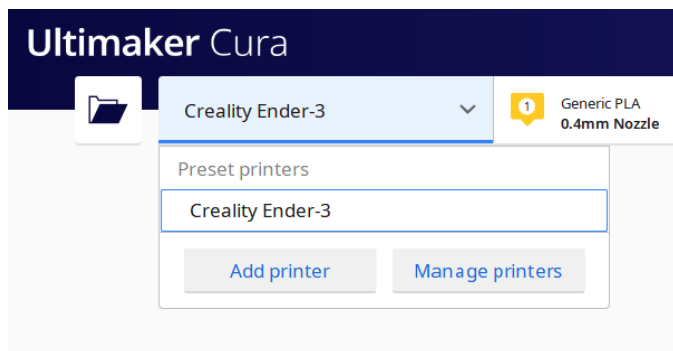 Ultimaker Cura
Creality Ender-3
1
Generic PLA
0.4mm Nozzle
Preset printers
Creality Ender-3
Add printer
Manage printers